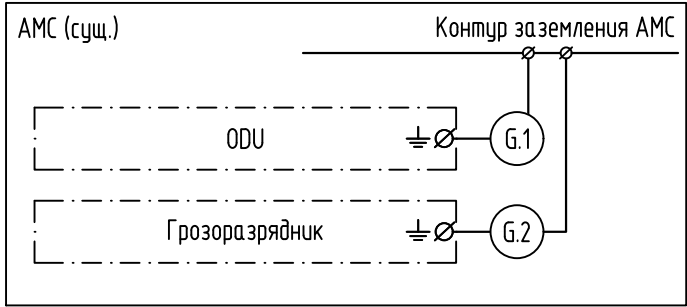 АМС (сущ.)
Контур заземления АМС
ODU
G.1
Грозоразрядник
G.2